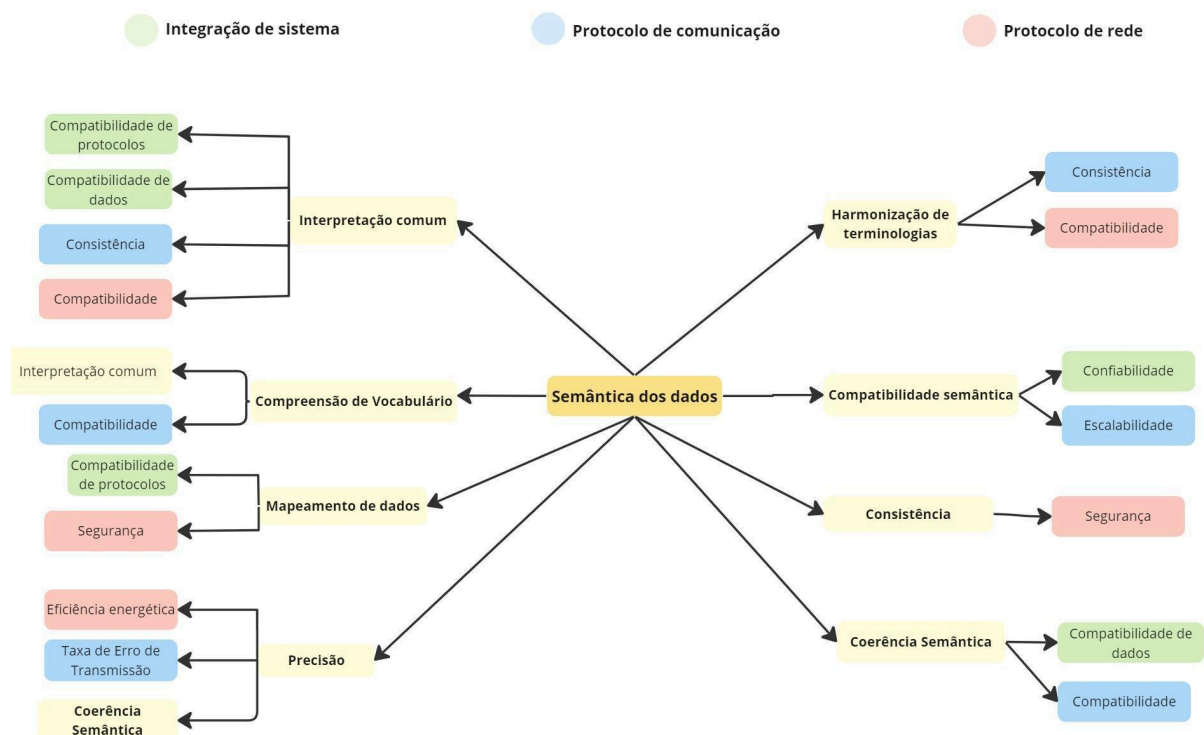 Integração de sistema
Protocolo de comunicação
Protocolo de rede
Compatibilidade de
protocolos
Compatibilidade de
dados
Consistência
Compatibilidade
Interpretação comum
Interpretação comum
Compatibilidade
Compreensão de Vocabulário
Compatibilidade
de protocolos
Segurança
Mapeamento de dados
Eficiência energética
Taxa de Erro de
Transmissão
Coerência
Semântica
Precisão
Semântica dos dados
Harmonização de
terminologias
Consistência
Compatibilidade
Compatibilidade semântica
Confiabilidade
Escalabilidade
Consistência
Segurança
Coerência Semântica
Compatibilidade de
dados
Compatibilidade